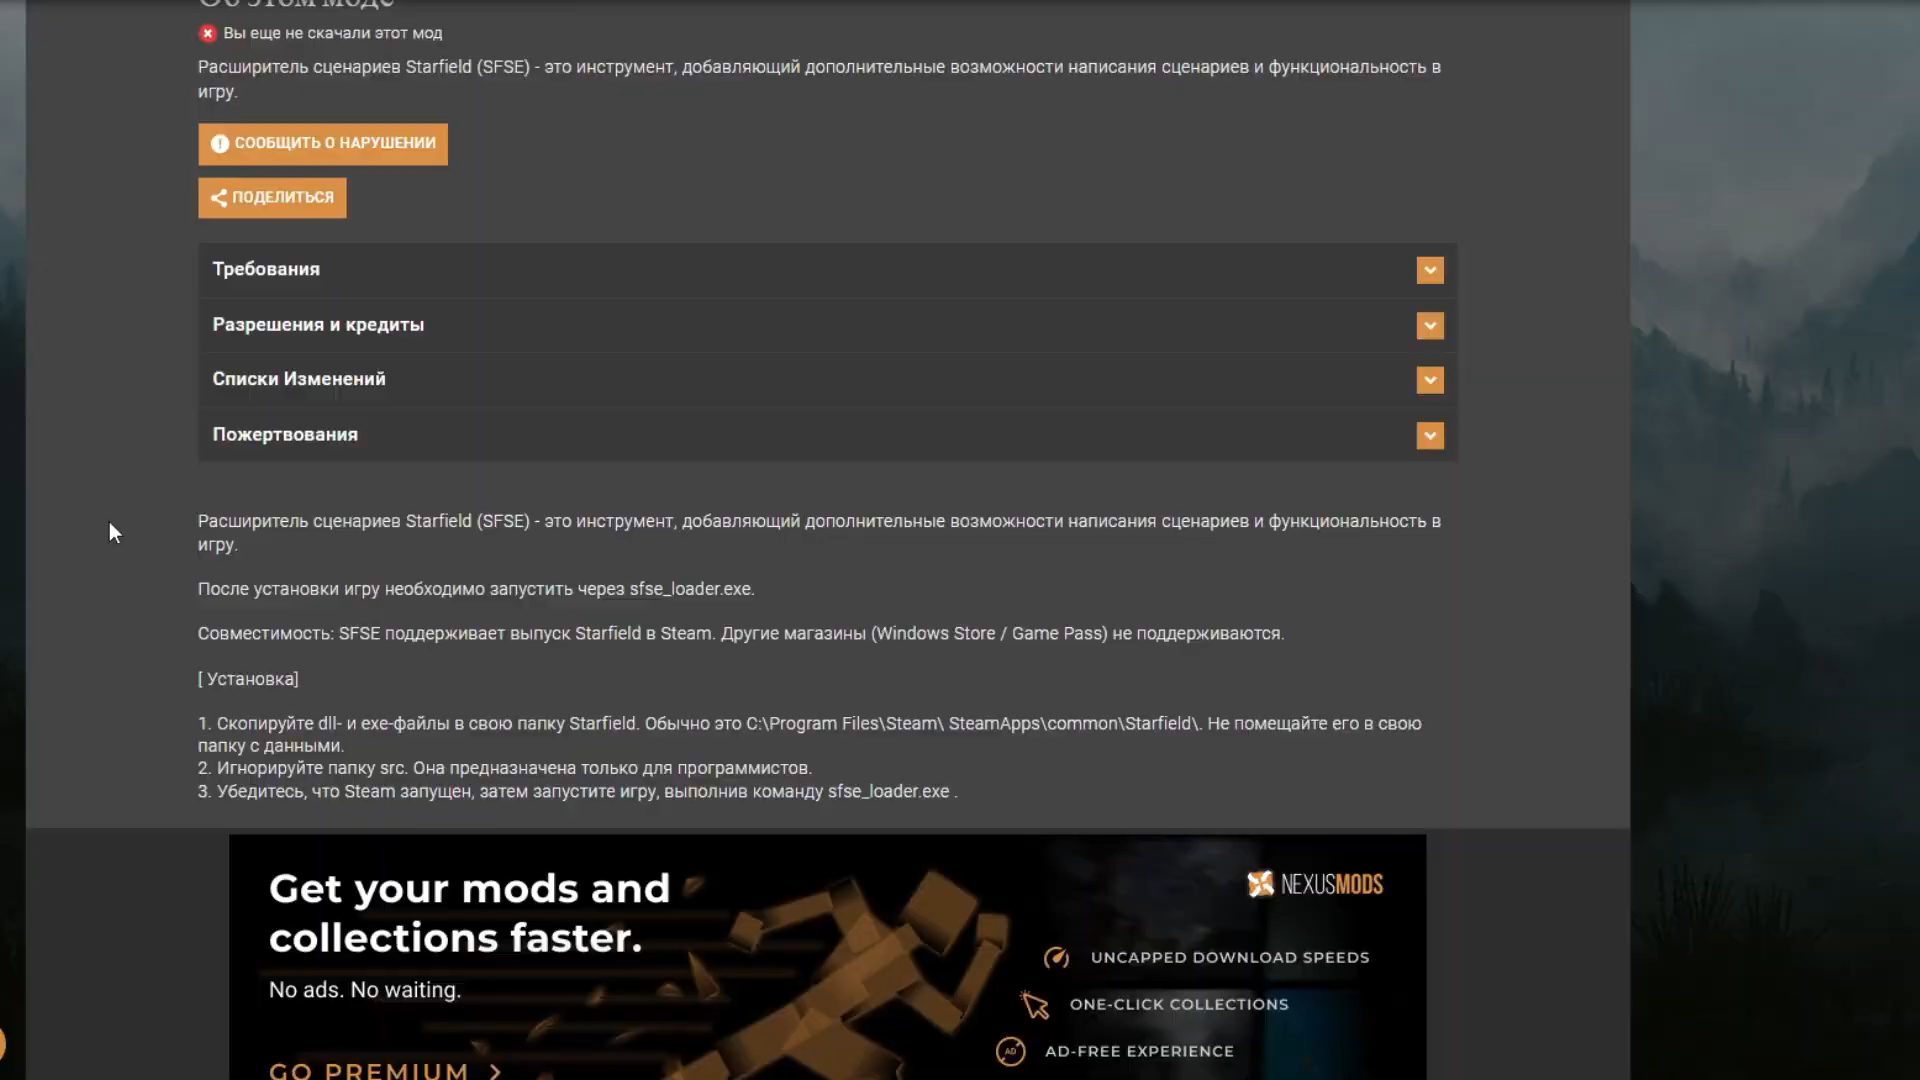 Об этом моде
Вы еще не скачали этот мод
Расширитель сценариев Starfield (SFSE) - это инструмент, добавляющий дополнительные возможности написания сценариев и функциональность в
игру.
СООБЩИТЬ О НАРУШЕНИИ
ПОДЕЛИТЬСЯ
Требования
Разрешения и кредиты
Списки Изменений
Пожертвования
Расширитель сценариев Starfield (SFSE) - это инструмент, добавляющий дополнительные возможности написания сценариев и функциональность в
игру.
После установки игру необходимо запустить через sfse_loader.exe.
Совместимость: SFSE поддерживает выпуск Starfield в Steam. Другие магазины (Windows Store / Game Pass) не поддерживаются.
[ Установка]
1. Скопируйте dll- и exe-файлы в свою папку Starfield. Обычно это C:\Program Files\Steam\ SteamApps\common\Starfield\. Не помещайте его в свою
папку с данными.
2. Игнорируйте папку src. Она предназначена только для программистов.
3. Убедитесь, что Steam запущен, затем запустите игру, выполнив команду sfse_loader.exe .
Get your mods and
collections faster.
No ads. No waiting.
GO PREMIUM
NEXUSMODS
UNCAPPED DOWNLOAD SPEEDS
ONE-CLICK COLLECTIONS
AD
AD-FREE EXPERIENCE